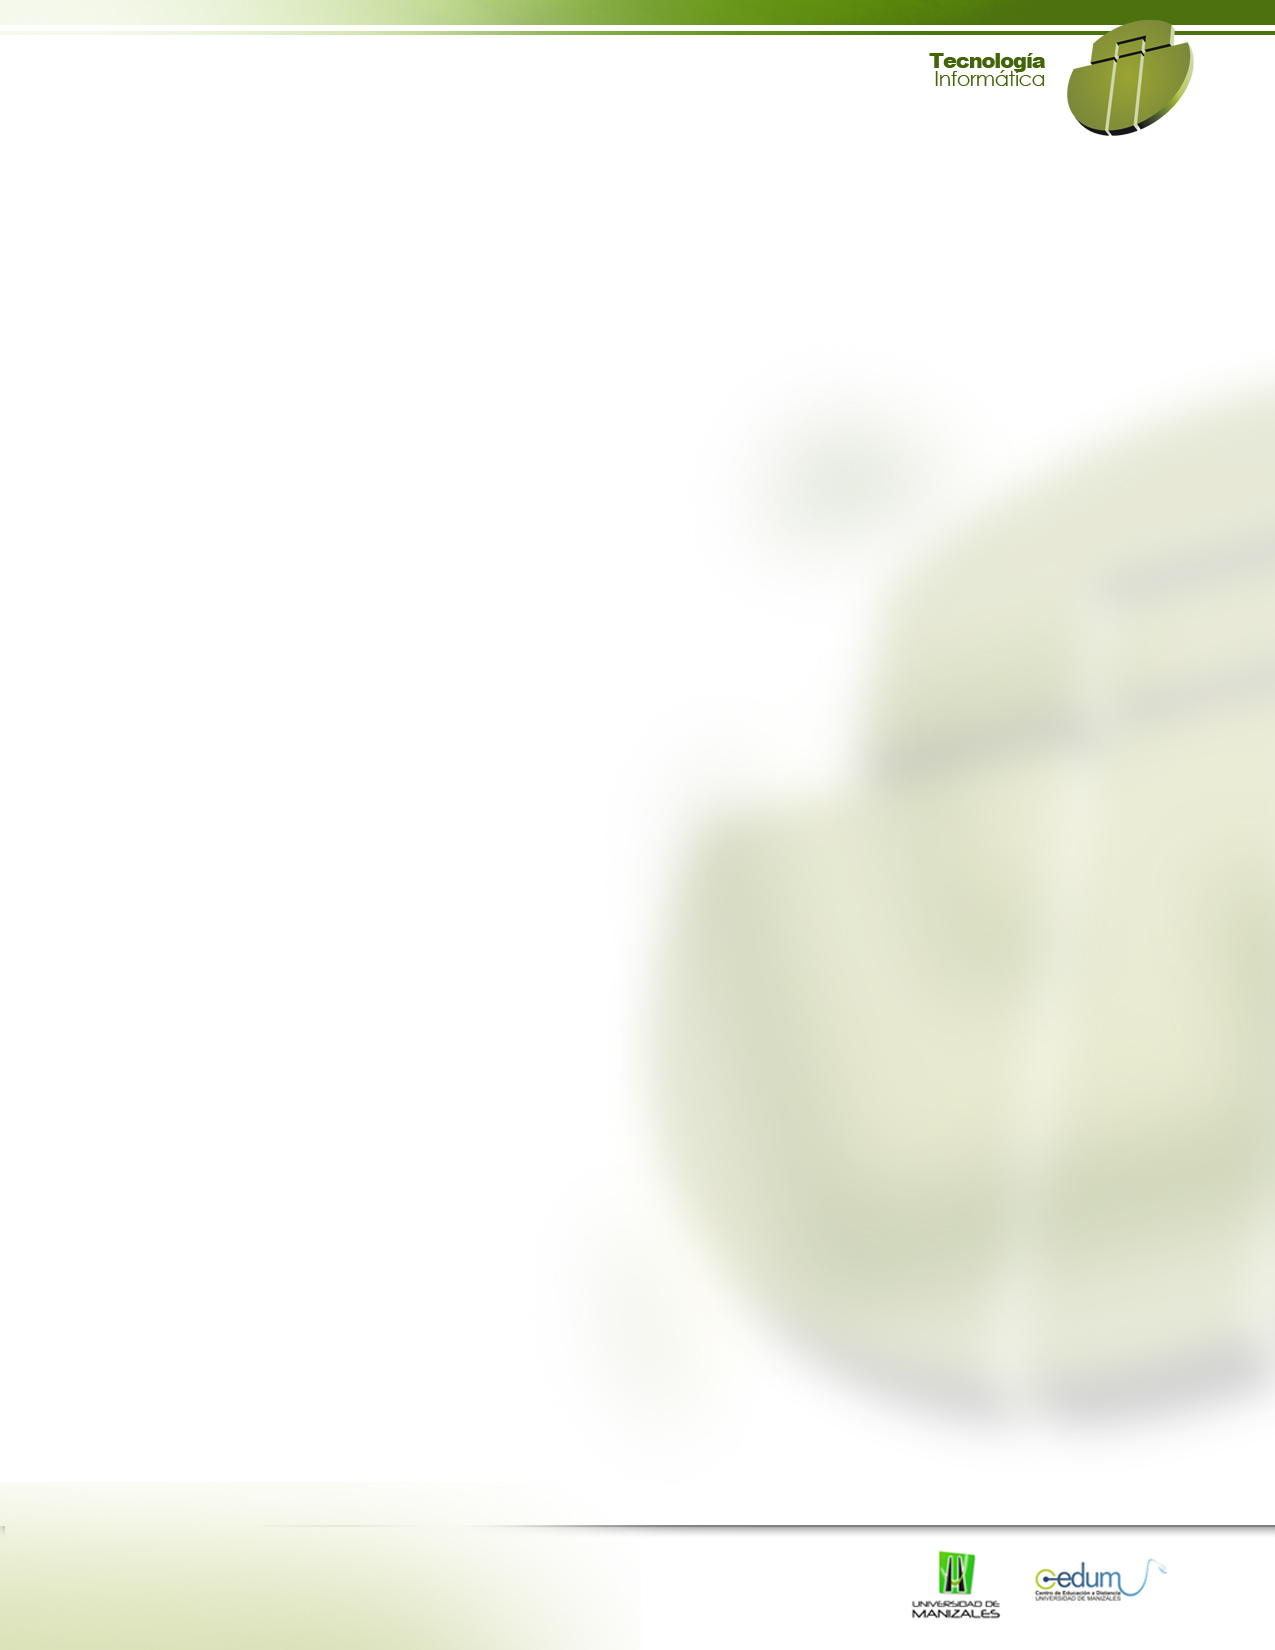 Tecnología
Informática
UNIVERSIDAD DE
MANIZALES
cedum
Centro de Educación a Distancia
UNIVERSIDAD DE MANIZALES